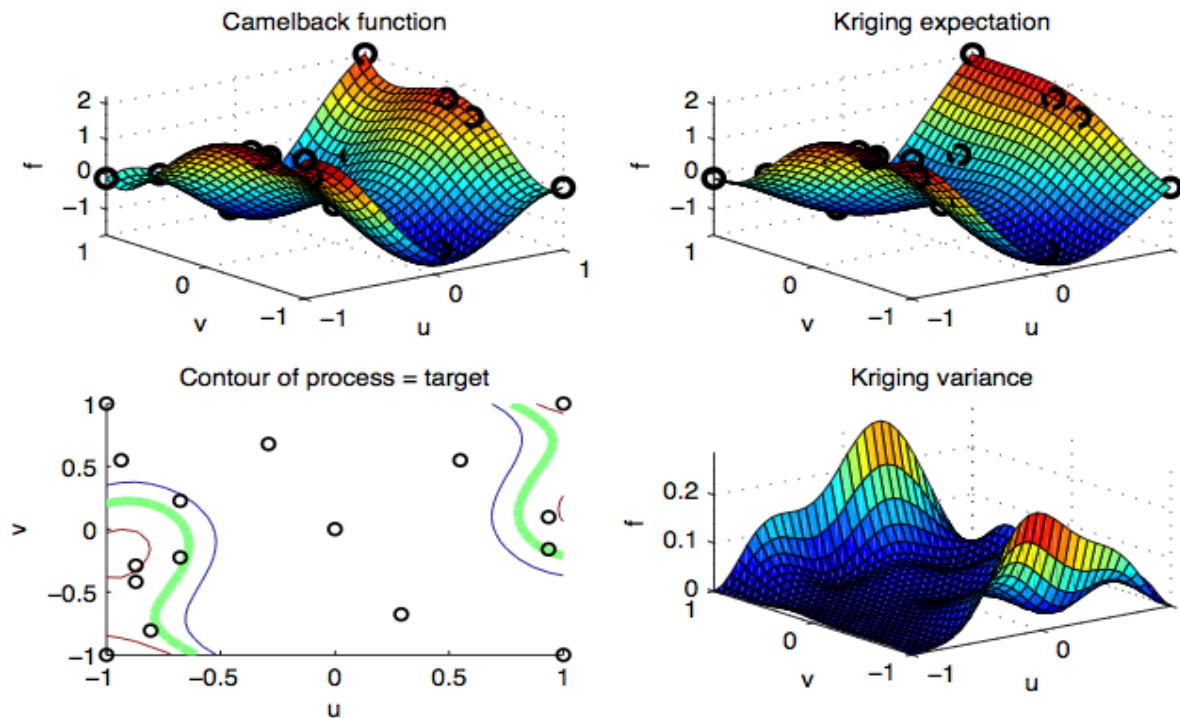 Camelback function
2
1
0
−1
f
1
0
−1
v
−1
0
1
u
Kriging expectation
2
1
0
−1
f
1
0
−1
v
−1
0
1
u
Contour of process = target
1
0.5
0
−0.5
−1
v
−1
−0.5
0
0.5
1
u
Kriging variance
0.2
0.1
0
f
1
0
−1
v
−1
0
u